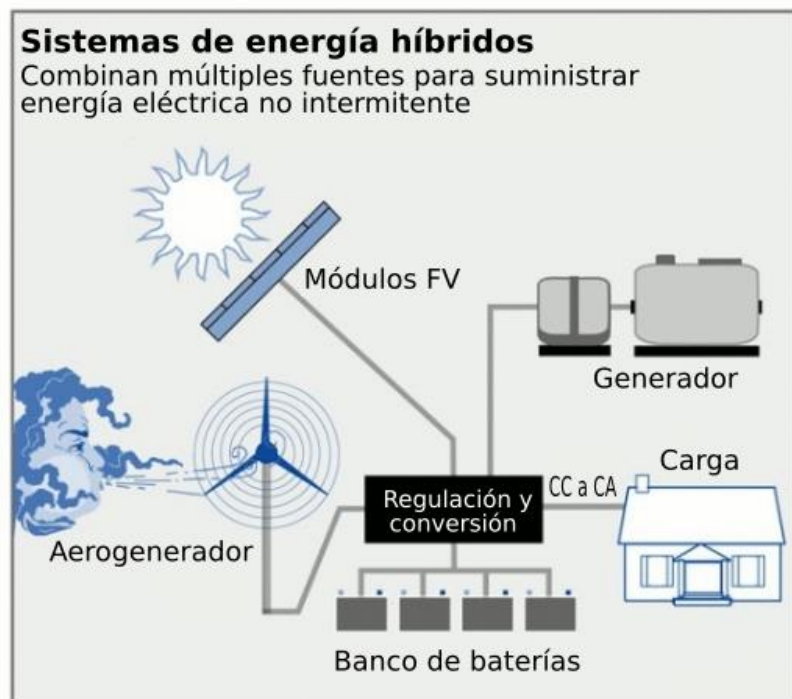 Sistemas de energía híbridos
Combinan múltiples fuentes para suministrar
energía eléctrica no intermitente
Módulos FV
Generador
Carga
CC a CA
Regulación y
conversión
Aerogenerador
Banco de baterías